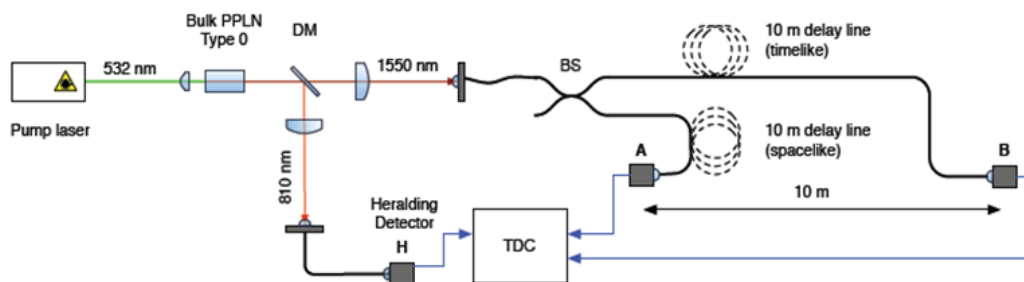 Bulk PPLN
Type 0
DM
532 nm
1550 nm
BS
10 m delay line
(timelike)
Pump laser
810 nm
10 m delay line
(spacelike)
A
B
10 m
Heralding
Detector
H
TDC